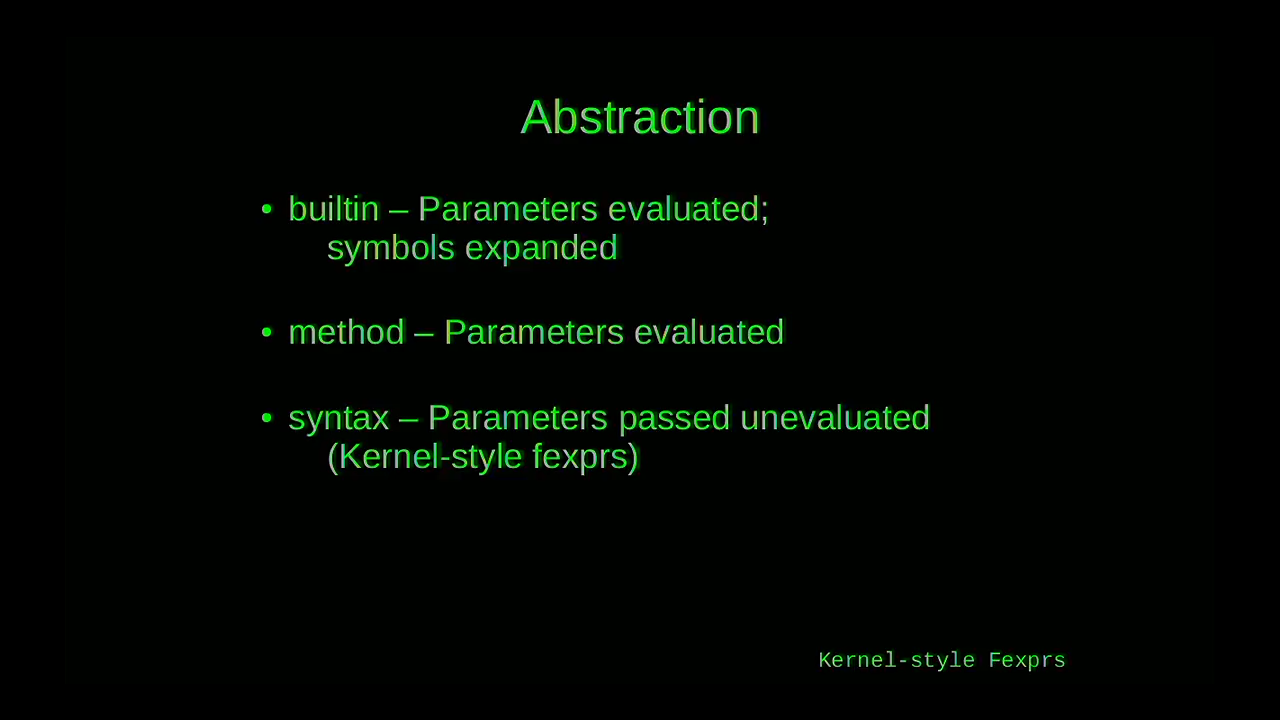 Abstraction
• builtin – Parameters evaluated;
symbols expanded
• method – Parameters evaluated
• syntax – Parameters passed unevaluated
(Kernel-style fexprs)
Kernel-style Fexprs